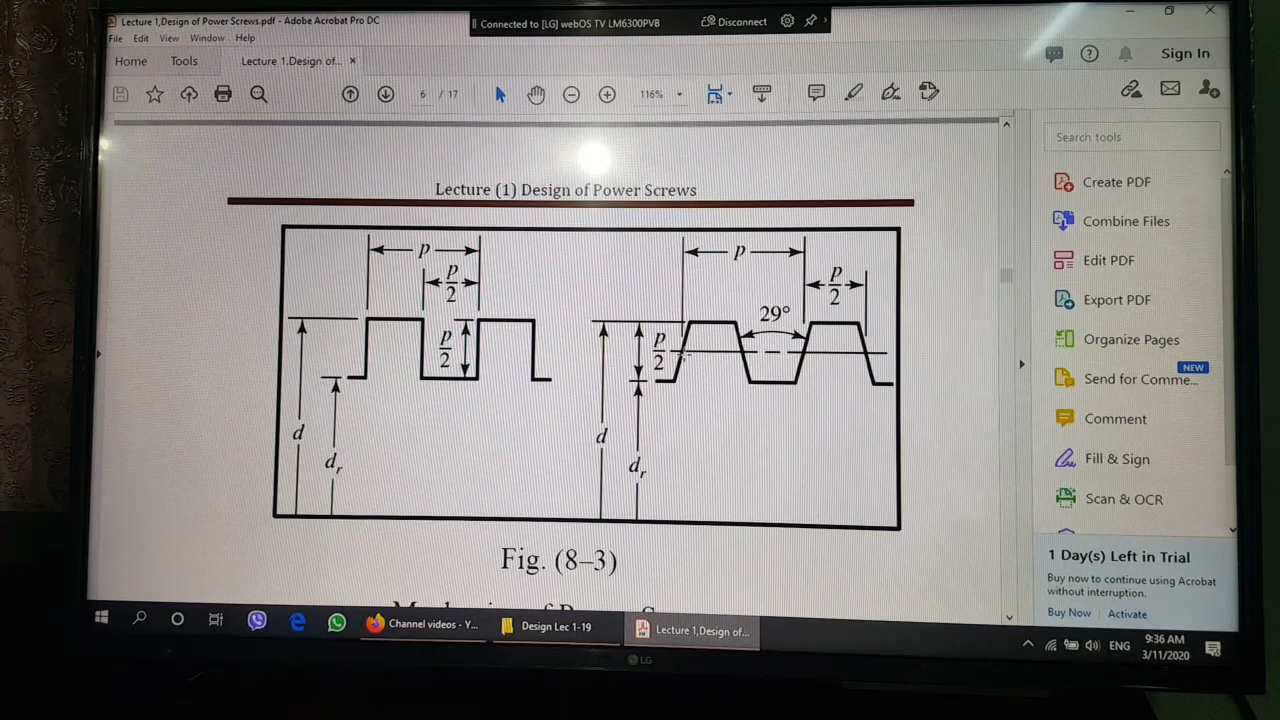 Lecture 1,Design of Power Screws.pdf - Adobe Acrobat Pro DC
Connected to [LG] webOS TV LM6300PVB
Disconnect
File Edit View Window Help
Home Tools Lecture 1,Design of... ×
Sign In
6 / 17
116%
Search tools
Lecture (1) Design of Power Screws
p
p/2
p/2
d
d_r
p
p/2
29°
p/2
d
d_r
Fig. (8–3)
Create PDF
Combine Files
Edit PDF
Export PDF
Organize Pages
NEW
Send for Comme...
Comment
Fill & Sign
Scan & OCR
1 Day(s) Left in Trial
Buy now to continue using Acrobat
without interruption.
Buy Now Activate
Channel videos - Y...
Design Lec 1-19
Lecture 1,Design of...
ENG
9:36 AM
3/11/2020
LG